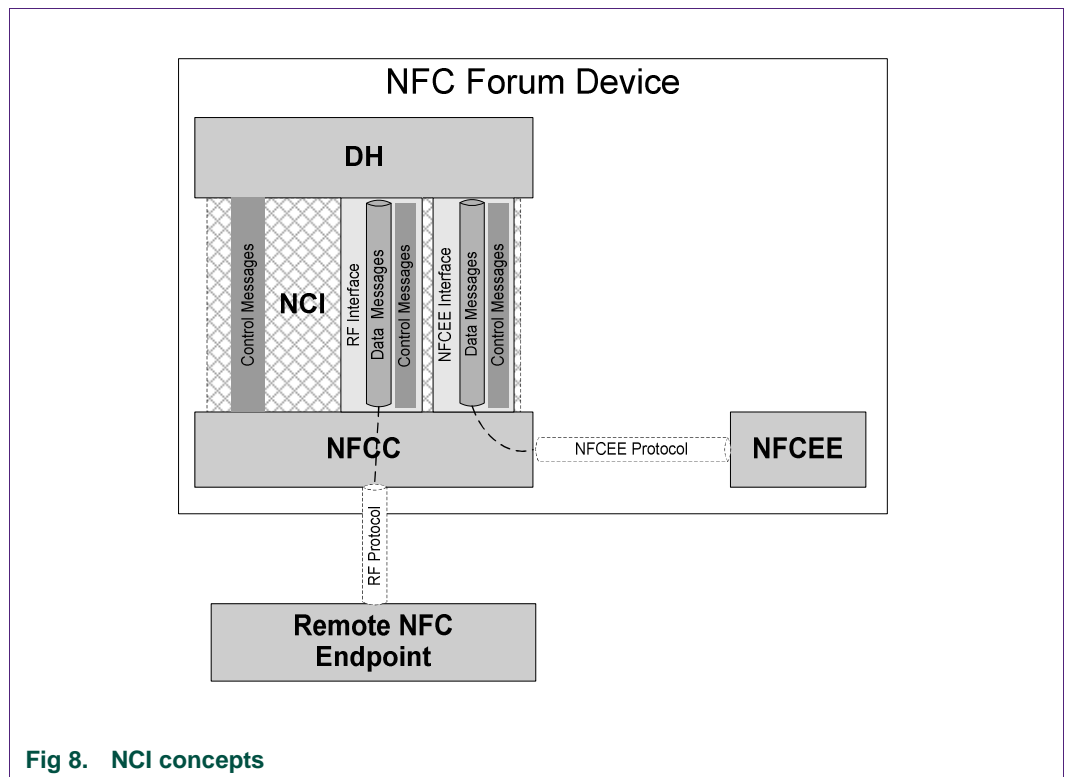 NFC Forum Device
DH
Control Messages
NCI
RF Interface
Data Messages
Control Messages
NFCEE Interface
Data Messages
Control Messages
NFCC
NFCEE Protocol
NFCEE
RF Protocol
Remote NFC
Endpoint
Fig 8. NCI concepts